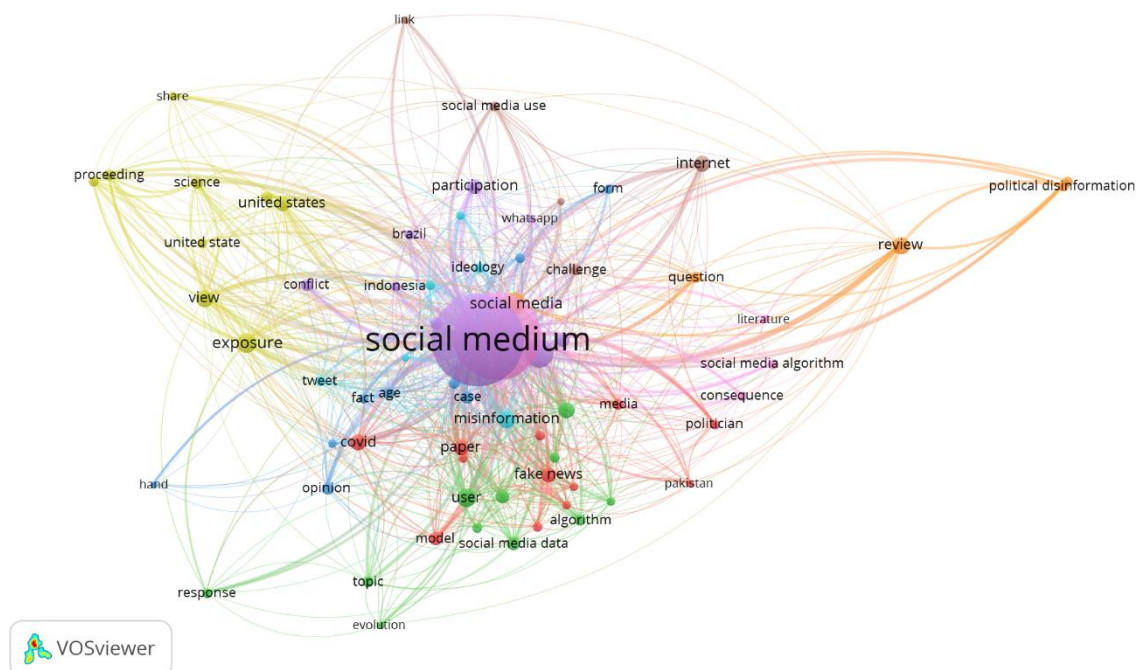 link
share
social media use
proceeding
science
participation
form
internet
political disinformation
united states
whatsapp
brazil
united state
review
ideology
challenge
conflict
indonesia
question
view
social media
literature
social medium
exposure
social media algorithm
tweet
fact
age
case
consequence
misinformation
media
politician
covid
paper
fake news
pakistan
hand
opinion
user
algorithm
model
social media data
topic
response
evolution
VOSviewer